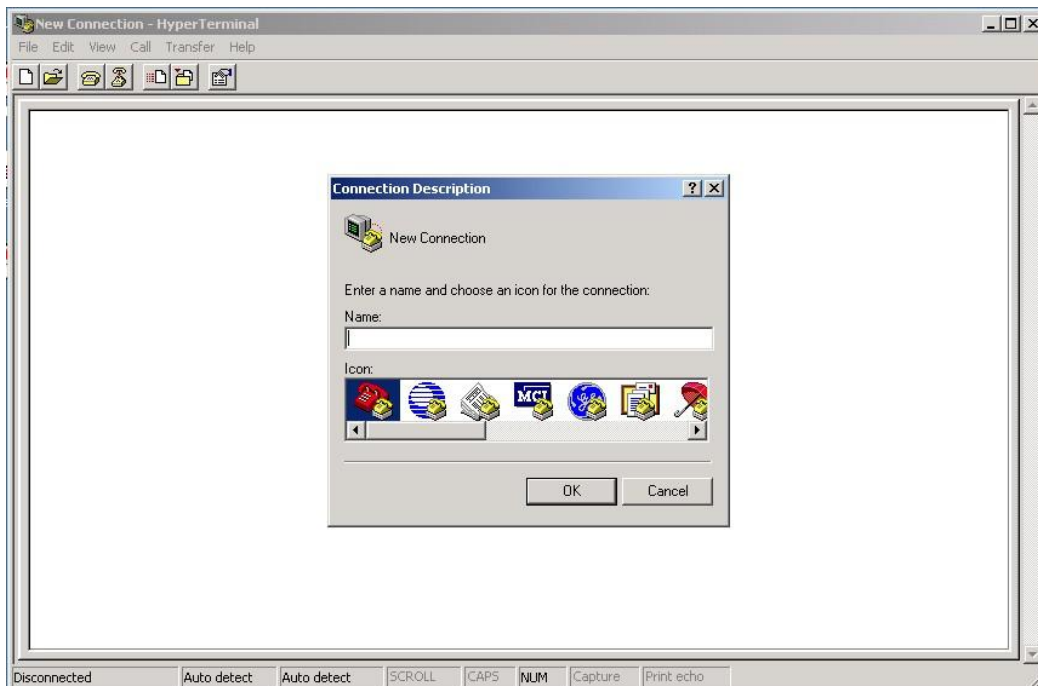 New Connection - HyperTerminal
File Edit View Call Transfer Help
Connection Description
New Connection
Enter a name and choose an icon for the connection:
Name:
Icon:
MCI
OK Cancel
Disconnected Auto detect Auto detect SCROLL CAPS NUM Capture Print echo